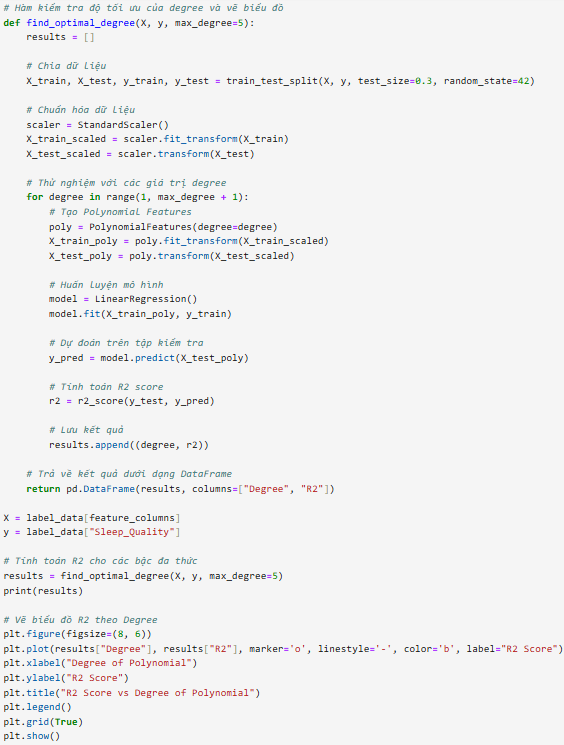 # Hàm kiểm tra độ tối ưu của degree và vẽ biểu đồ
def find_optimal_degree(X, y, max_degree=5):
    results = []

    # Chia dữ liệu
    X_train, X_test, y_train, y_test = train_test_split(X, y, test_size=0.3, random_state=42)

    # Chuẩn hóa dữ liệu
    scaler = StandardScaler()
    X_train_scaled = scaler.fit_transform(X_train)
    X_test_scaled = scaler.transform(X_test)

    # Thử nghiệm với các giá trị degree
    for degree in range(1, max_degree + 1):
        # Tạo Polynomial Features
        poly = PolynomialFeatures(degree=degree)
        X_train_poly = poly.fit_transform(X_train_scaled)
        X_test_poly = poly.transform(X_test_scaled)

        # Huấn luyện mô hình
        model = LinearRegression()
        model.fit(X_train_poly, y_train)

        # Dự đoán trên tập kiểm tra
        y_pred = model.predict(X_test_poly)

        # Tính toán R2 score
        r2 = r2_score(y_test, y_pred)

        # Lưu kết quả
        results.append((degree, r2))

    # Trả về kết quả dưới dạng DataFrame
    return pd.DataFrame(results, columns=["Degree", "R2"])

X = label_data[feature_columns]
y = label_data["Sleep_Quality"]

# Tính toán R2 cho các bậc đa thức
results = find_optimal_degree(X, y, max_degree=5)
print(results)

# Vẽ biểu đồ R2 theo Degree
plt.figure(figsize=(8, 6))
plt.plot(results["Degree"], results["R2"], marker='o', linestyle='-', color='b', label="R2 Score")
plt.xlabel("Degree of Polynomial")
plt.ylabel("R2 Score")
plt.title("R2 Score vs Degree of Polynomial")
plt.legend()
plt.grid(True)
plt.show()